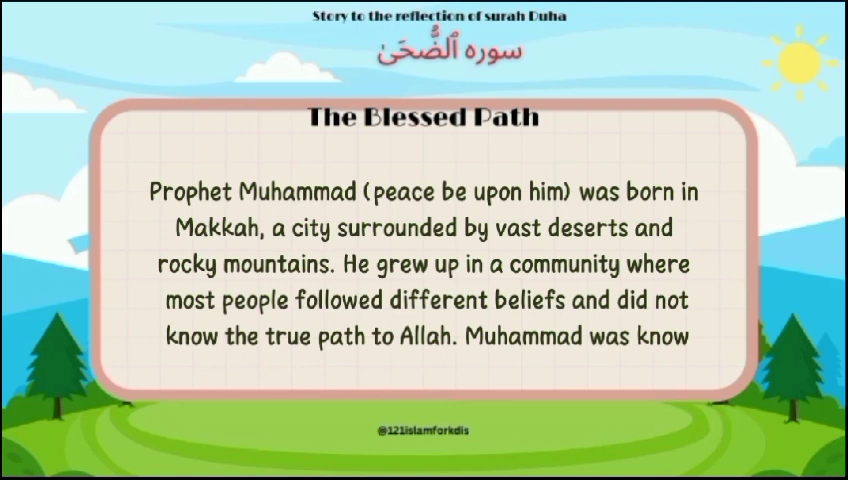 Story to the reflection of surah Duha
سوره ٱلضُّحَىٰ
The Blessed Path
Prophet Muhammad (peace be upon him) was born in
Makkah, a city surrounded by vast deserts and
rocky mountains. He grew up in a community where
most people followed different beliefs and did not
know the true path to Allah. Muhammad was know
@121islamforkdis